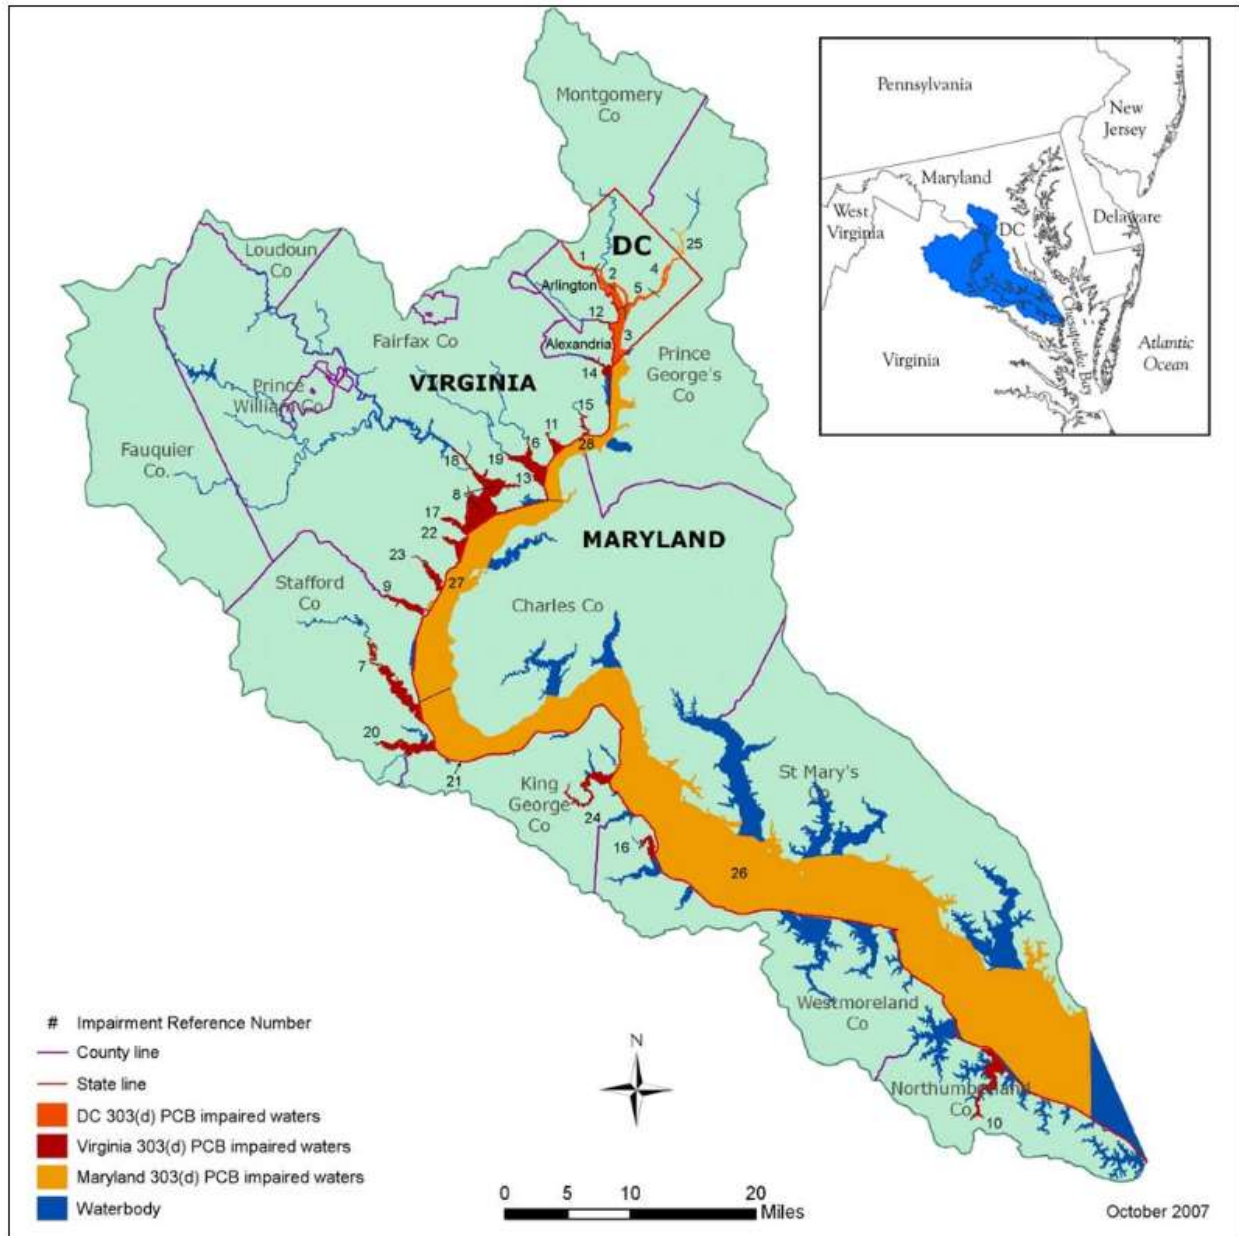 Montgomery
Co
Pennsylvania
New
Jersey
Maryland
West
Virginia
DC
Delaware
Virginia
Chesapeake Bay
Atlantic
Ocean
Loudoun
Co
DC
25
1
2
4
5
Arlington
12
3
Fairfax Co
Alexandria
Prince
George's
Co
VIRGINIA
14
Prince
William Co
15
11
28
Fauquier
Co.
16
19
18
13
8
17
22
MARYLAND
23
27
9
Stafford
Co
Charles Co
7
20
21
King
George
Co
24
St Mary's
Co
16
26
Westmoreland
Co
Northumberland
Co
10
# Impairment Reference Number
County line
State line
DC 303(d) PCB impaired waters
Virginia 303(d) PCB impaired waters
Maryland 303(d) PCB impaired waters
Waterbody
N
0 5 10 20
Miles
October 2007